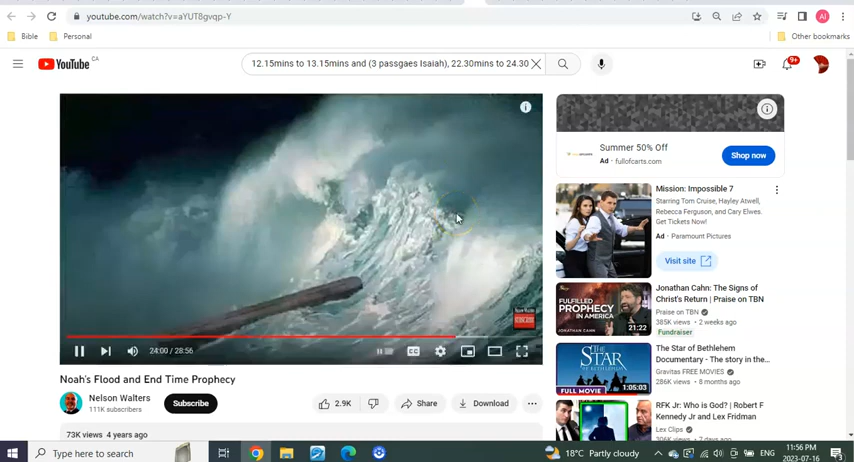 youtube.com/watch?v=aYUT8gvqp-Y
AI
Bible
Personal
Other bookmarks
YouTube CA
12.15mins to 13.15mins and (3 passgaes Isaiah), 22.30mins to 24.30
9+
24:00 / 28:56
CC
Summer 50% Off
Ad · fullofcarts.com
Shop now
Mission: Impossible 7
Starring Tom Cruise, Hayley Atwell,
Rebecca Ferguson, and Cary Elwes.
Get Tickets Now!
Ad · Paramount Pictures
Visit site
FULFILLED
PROPHECY
IN AMERICA
JONATHAN CAHN
21:22
Jonathan Cahn: The Signs of
Christ's Return | Praise on TBN
Praise on TBN
385K views · 2 weeks ago
Fundraiser
THE STAR
OF BETHLEHEM
FULL MOVIE
1:05:03
The Star of Bethlehem
Documentary - The story in the...
Gravitas FREE MOVIES
286K views · 8 months ago
RFK Jr: Who is God? | Robert F
Kennedy Jr and Lex Fridman
Lex Clips
Noah's Flood and End Time Prophecy
Nelson Walters
111K subscribers
Subscribe
2.9K
Share
Download
73K views 4 years ago
Type here to search
18°C Partly cloudy
ENG
11:56 PM
2023-07-16
3